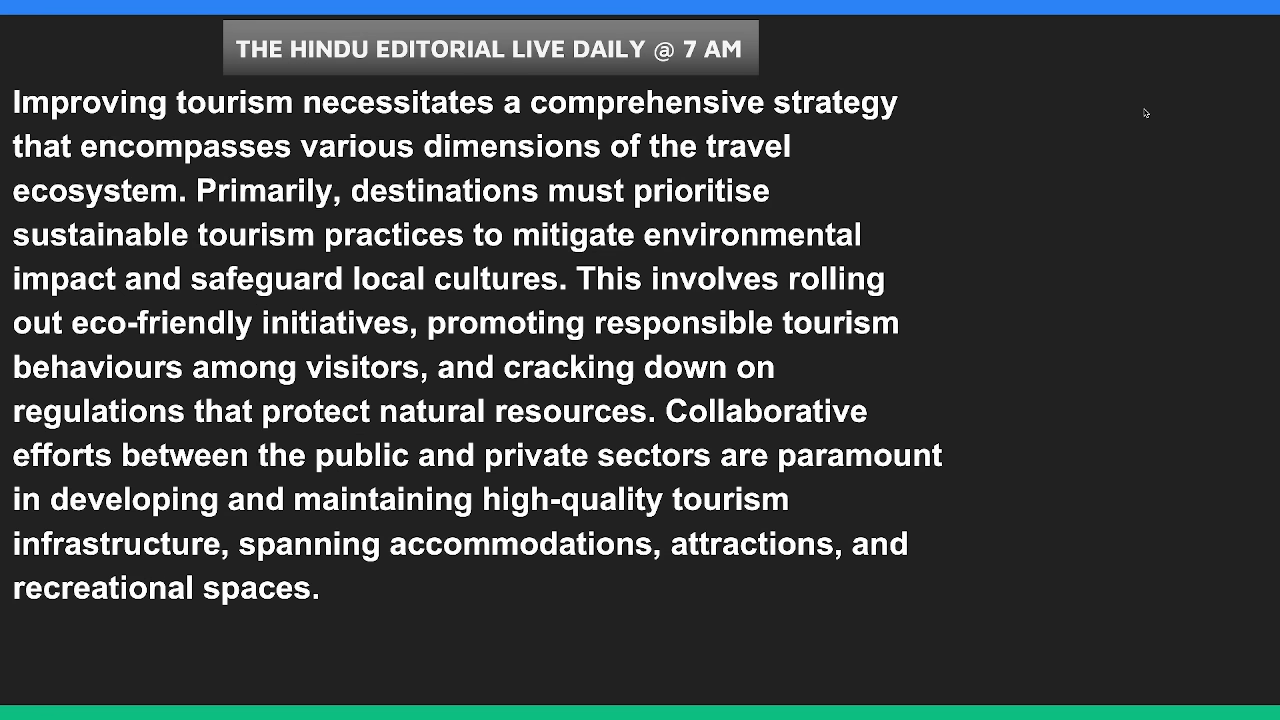 THE HINDU EDITORIAL LIVE DAILY @ 7 AM
Improving tourism necessitates a comprehensive strategy
that encompasses various dimensions of the travel
ecosystem. Primarily, destinations must prioritise
sustainable tourism practices to mitigate environmental
impact and safeguard local cultures. This involves rolling
out eco-friendly initiatives, promoting responsible tourism
behaviours among visitors, and cracking down on
regulations that protect natural resources. Collaborative
efforts between the public and private sectors are paramount
in developing and maintaining high-quality tourism
infrastructure, spanning accommodations, attractions, and
recreational spaces.